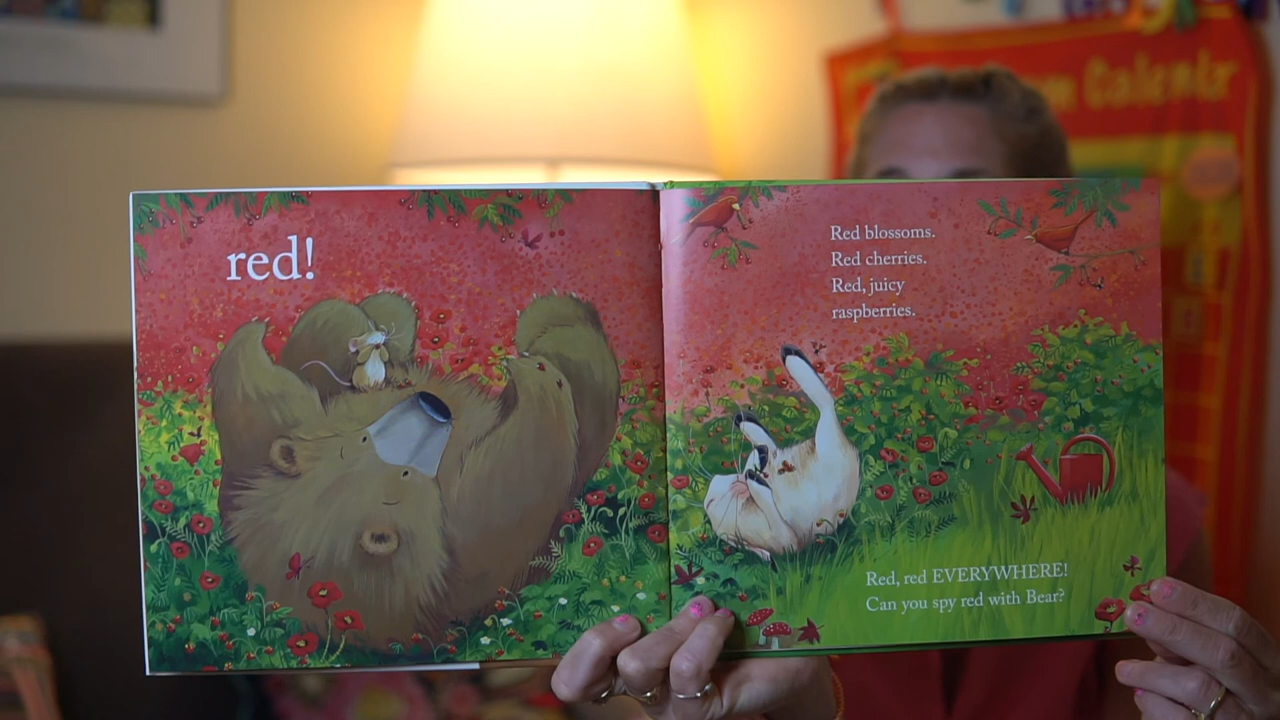 red!
Red blossoms.
Red cherries.
Red, juicy
raspberries.
Red, red EVERYWHERE!
Can you spy red with Bear?